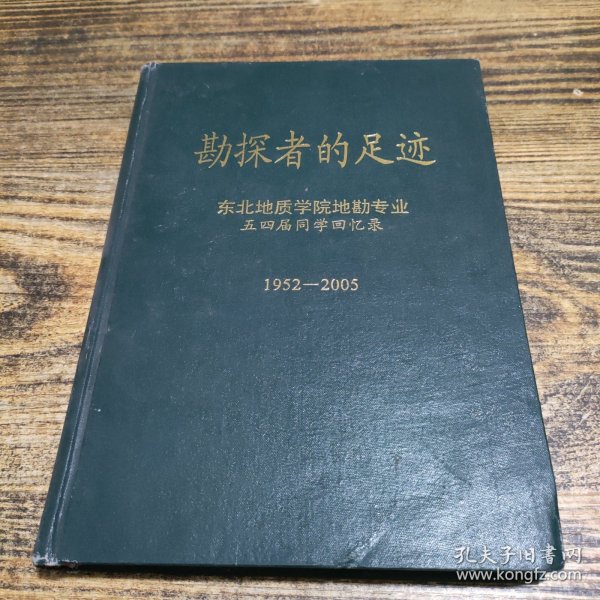 勘探者的足迹
东北地质学院地勘专业
五四届同学回忆录
1952—2005
孔夫子旧書网
www.kongfz.com